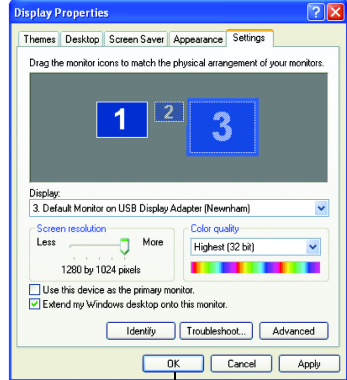 Display Properties
Themes Desktop Screen Saver Appearance Settings
Drag the monitor icons to match the physical arrangement of your monitors.
1 2 3
Display:
3. Default Monitor on USB Display Adapter (Newnham)
Screen resolution
Less More
1280 by 1024 pixels
Color quality
Highest (32 bit)
Use this device as the primary monitor.
Extend my Windows desktop onto this monitor.
Identify Troubleshoot... Advanced
OK Cancel Apply